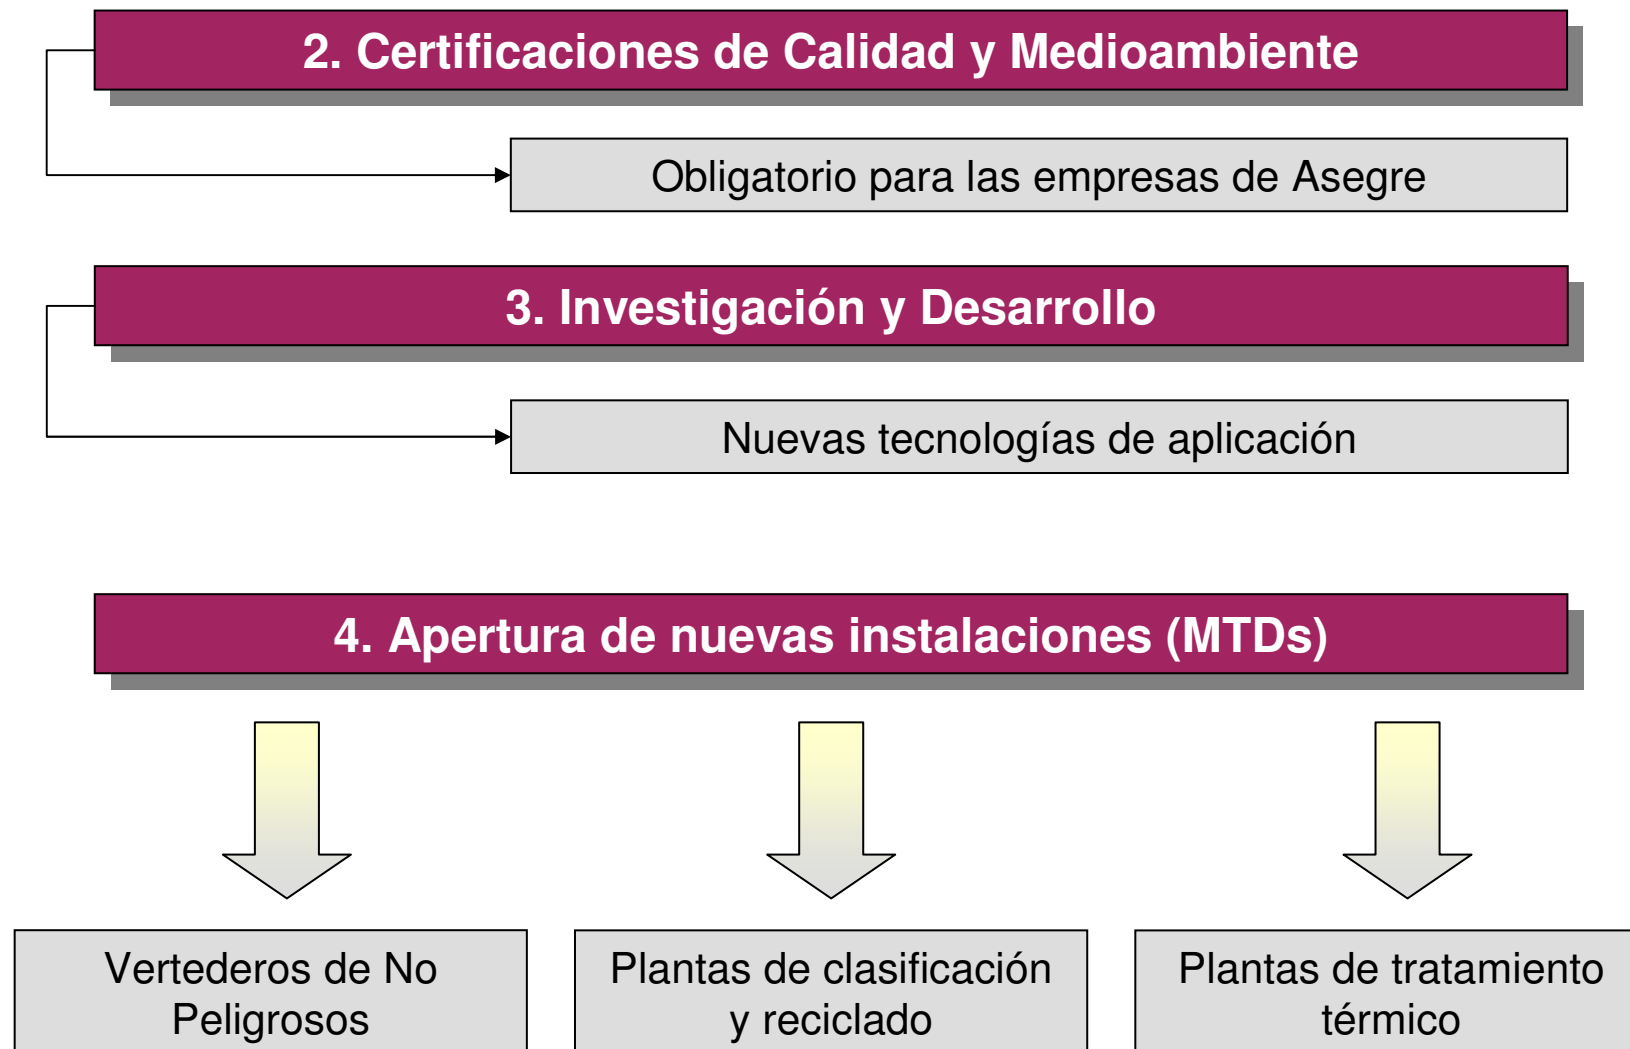 2. Certificaciones de Calidad y Medioambiente
Obligatorio para las empresas de Asegre
3. Investigación y Desarrollo
Nuevas tecnologías de aplicación
4. Apertura de nuevas instalaciones (MTDs)
Vertederos de No
Peligrosos
Plantas de clasificación
y reciclado
Plantas de tratamiento
térmico